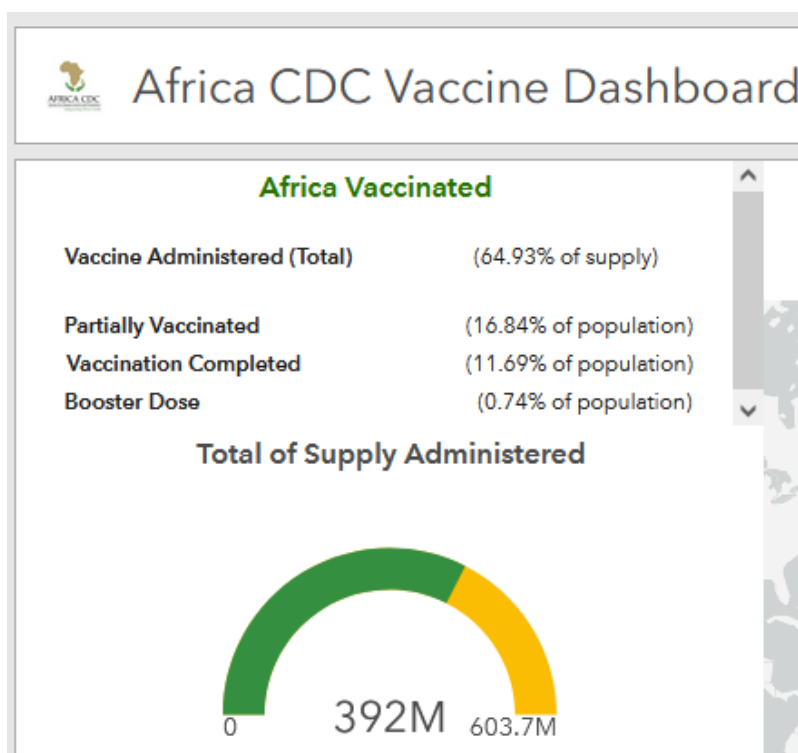 AFRICA CDC
Africa CDC Vaccine Dashboard
Africa Vaccinated
Vaccine Administered (Total) (64.93% of supply)
Partially Vaccinated (16.84% of population)
Vaccination Completed (11.69% of population)
Booster Dose (0.74% of population)
Total of Supply Administered
0 392M 603.7M